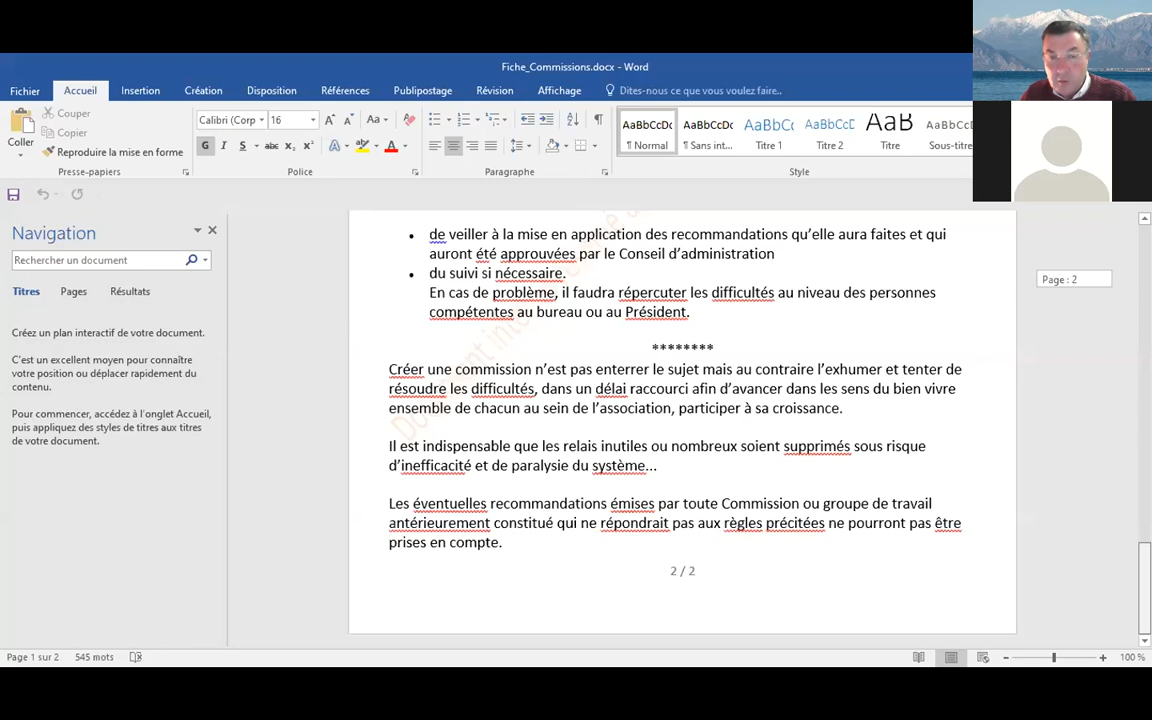 Fiche_Commissions.docx - Word
Fichier Accueil Insertion Création Disposition Références Publipostage Révision Affichage Dites-nous ce que vous voulez faire..
Couper
Copier
Coller
Reproduire la mise en forme
Presse-papiers
Calibri (Corp 16
Aa
G I S abc x₂ x² A A
Police
Paragraphe
AaBbCcDc AaBbCcDc AaBbCc AaBbCcD AaB AaBbCcD
¶ Normal ¶ Sans int... Titre 1 Titre 2 Titre Sous-titre
Style
Navigation
Rechercher un document
Titres Pages Résultats
Créez un plan interactif de votre document.
C'est un excellent moyen pour connaître
votre position ou déplacer rapidement du
contenu.
Pour commencer, accédez à l'onglet Accueil,
puis appliquez des styles de titres aux titres
de votre document.
• de veiller à la mise en application des recommandations qu'elle aura faites et qui
auront été approuvées par le Conseil d'administration
• du suivi si nécessaire.
En cas de problème, il faudra répercuter les difficultés au niveau des personnes
compétentes au bureau ou au Président.
********
Créer une commission n'est pas enterrer le sujet mais au contraire l'exhumer et tenter de
résoudre les difficultés, dans un délai raccourci afin d'avancer dans les sens du bien vivre
ensemble de chacun au sein de l'association, participer à sa croissance.
Il est indispensable que les relais inutiles ou nombreux soient supprimés sous risque
d'inefficacité et de paralysie du système...
Les éventuelles recommandations émises par toute Commission ou groupe de travail
antérieurement constitué qui ne répondrait pas aux règles précitées ne pourront pas être
prises en compte.
2 / 2
Page : 2
Page 1 sur 2 545 mots
100 %